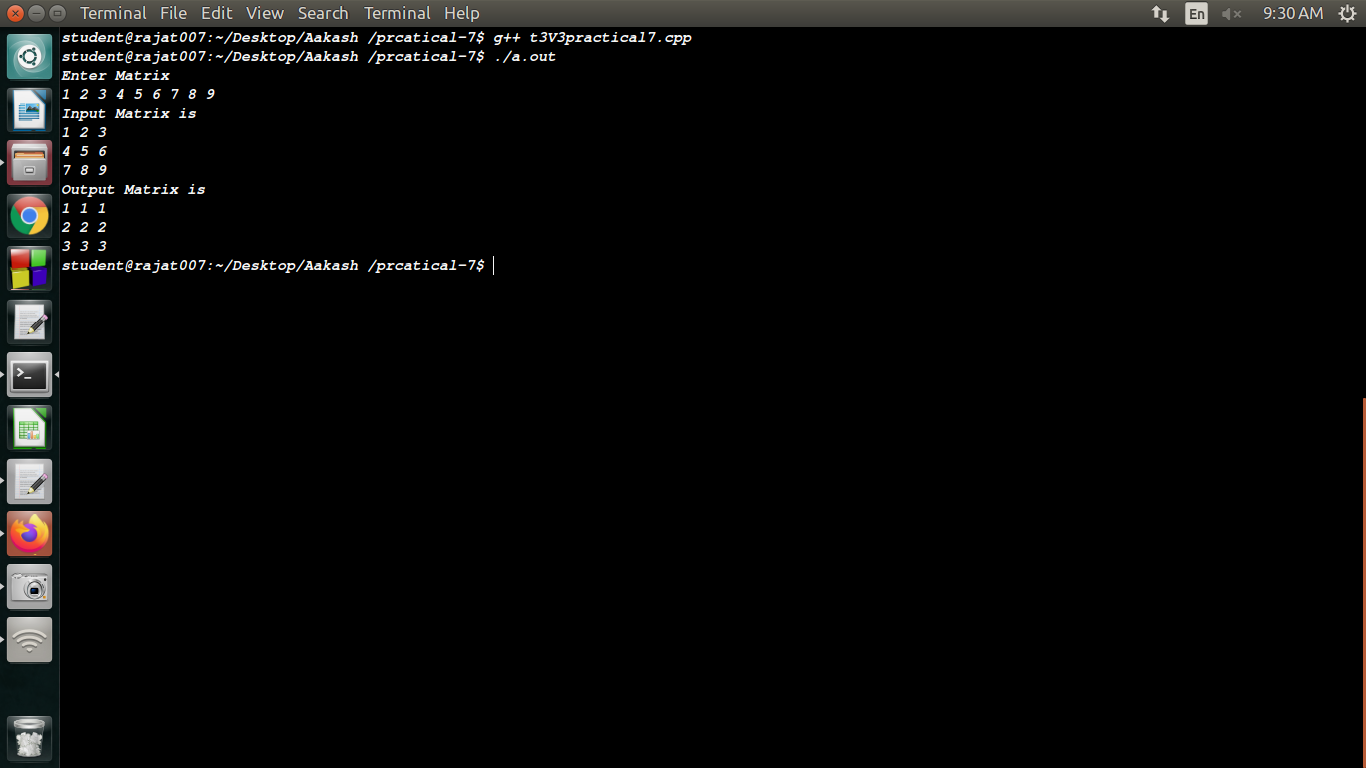 Terminal File Edit View Search Terminal Help En 9:30 AM
student@rajat007:~/Desktop/Aakash /prcatical-7$ g++ t3V3practical7.cpp
student@rajat007:~/Desktop/Aakash /prcatical-7$ ./a.out
Enter Matrix
1 2 3 4 5 6 7 8 9
Input Matrix is
1 2 3
4 5 6
7 8 9
Output Matrix is
1 1 1
2 2 2
3 3 3
student@rajat007:~/Desktop/Aakash /prcatical-7$